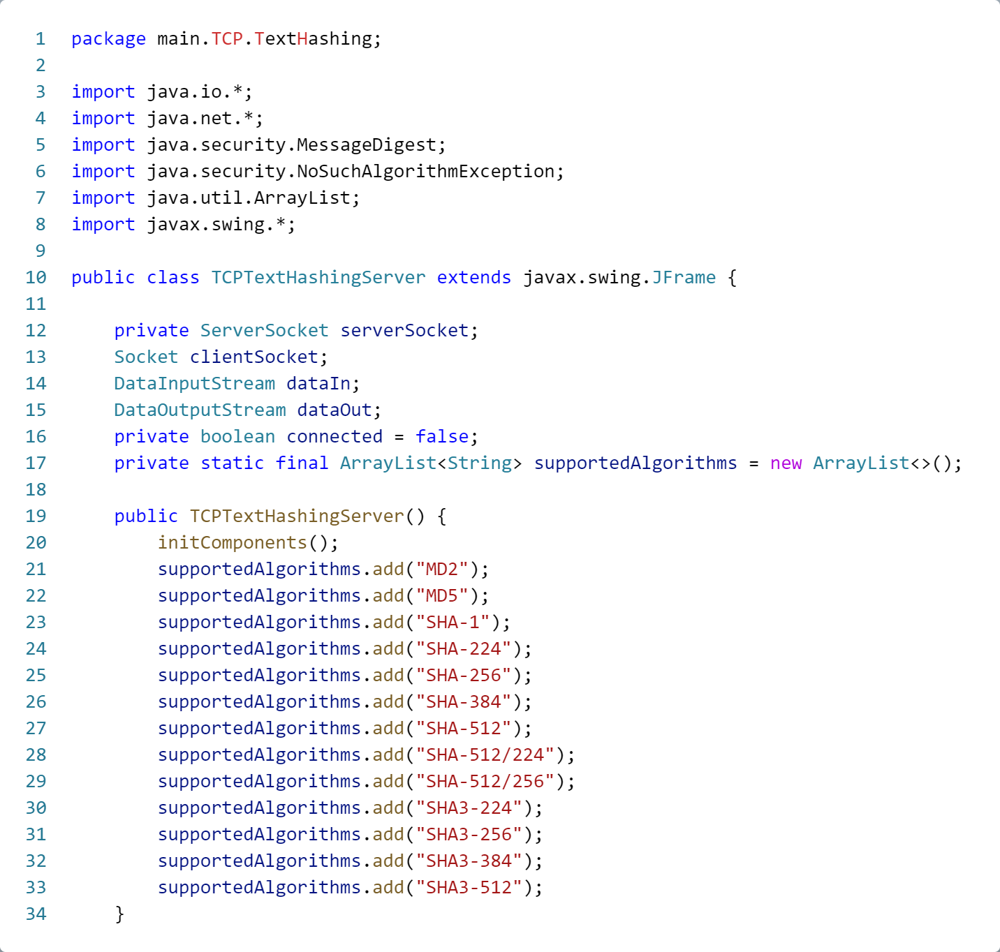 1 package main.TCP.TextHashing;
2
3 import java.io.*;
4 import java.net.*;
5 import java.security.MessageDigest;
6 import java.security.NoSuchAlgorithmException;
7 import java.util.ArrayList;
8 import javax.swing.*;
9
10 public class TCPTextHashingServer extends javax.swing.JFrame {
11
12     private ServerSocket serverSocket;
13     Socket clientSocket;
14     DataInputStream dataIn;
15     DataOutputStream dataOut;
16     private boolean connected = false;
17     private static final ArrayList<String> supportedAlgorithms = new ArrayList<>();
18
19     public TCPTextHashingServer() {
20         initComponents();
21         supportedAlgorithms.add("MD2");
22         supportedAlgorithms.add("MD5");
23         supportedAlgorithms.add("SHA-1");
24         supportedAlgorithms.add("SHA-224");
25         supportedAlgorithms.add("SHA-256");
26         supportedAlgorithms.add("SHA-384");
27         supportedAlgorithms.add("SHA-512");
28         supportedAlgorithms.add("SHA-512/224");
29         supportedAlgorithms.add("SHA-512/256");
30         supportedAlgorithms.add("SHA3-224");
31         supportedAlgorithms.add("SHA3-256");
32         supportedAlgorithms.add("SHA3-384");
33         supportedAlgorithms.add("SHA3-512");
34     }